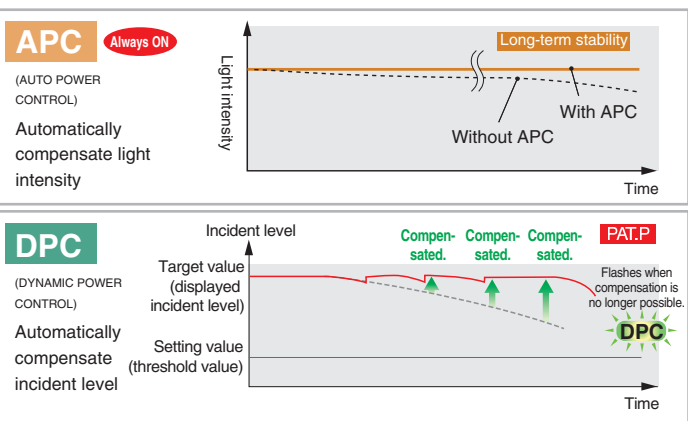 APC
Always ON
(AUTO POWER
CONTROL)
Automatically
compensate light
intensity
Light intensity
Long-term stability
With APC
Without APC
Time
DPC
(DYNAMIC POWER
CONTROL)
Automatically
compensate
incident level
Incident level
Target value
(displayed
incident level)
Setting value
(threshold value)
Compen-
sated.
Compen-
sated.
Compen-
sated.
PAT.P
Flashes when
compensation is
no longer possible.
DPC
Time